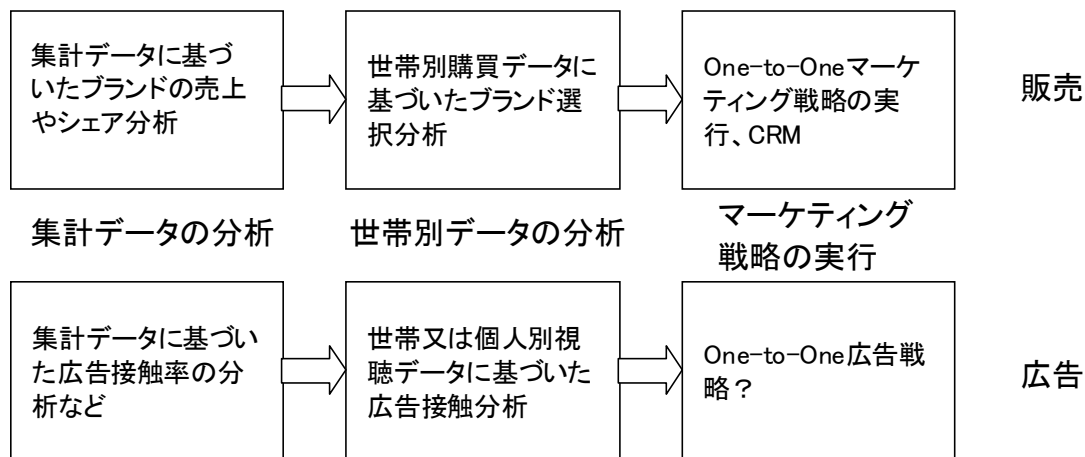 集計データに基づ
いたブランドの売上
やシェア分析
世帯別購買データに
基づいたブランド選
択分析
One-to-Oneマーケ
ティング戦略の実
行、CRM
販売
集計データの分析
世帯別データの分析
マーケティング
戦略の実行
集計データに基づい
た広告接触率の分
析など
世帯又は個人別視
聴データに基づいた
広告接触分析
One-to-One広告戦
略？
広告